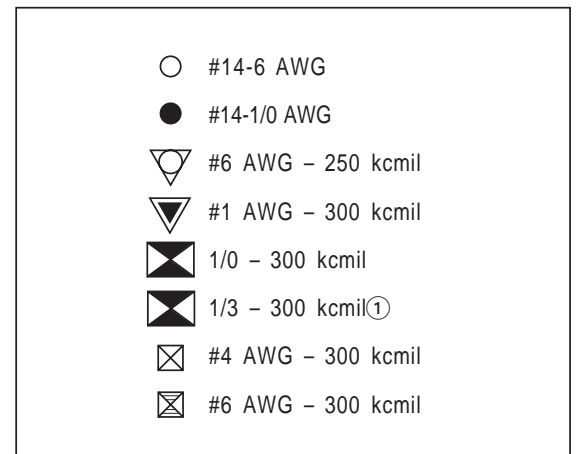 #14-6 AWG
#14-1/0 AWG
#6 AWG – 250 kcmil
#1 AWG – 300 kcmil
1/0 – 300 kcmil
1/3 – 300 kcmil①
#4 AWG – 300 kcmil
#6 AWG – 300 kcmil